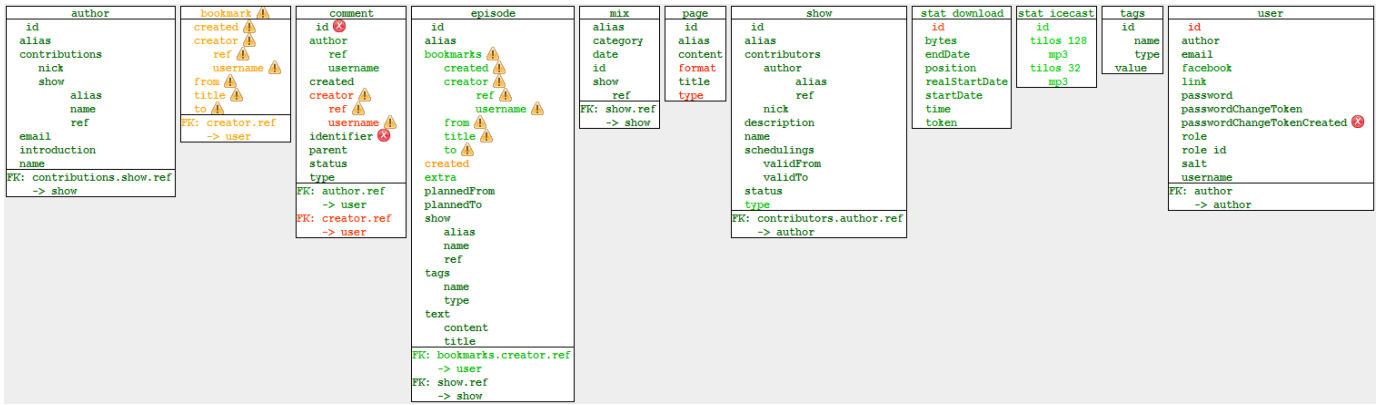 author
id
alias
contributions
nick
show
alias
name
ref
email
introduction
name
FK: contributions.show.ref
-> show
bookmark
created
creator
ref
username
from
title
to
FK: creator.ref
-> user
comment
id
author
ref
username
created
creator
ref
username
identifier
parent
status
type
FK: author.ref
-> user
FK: creator.ref
-> user
episode
id
alias
bookmarks
created
creator
ref
username
from
title
to
created
extra
plannedFrom
plannedTo
show
alias
name
ref
tags
name
type
text
content
title
FK: bookmarks.creator.ref
-> user
FK: show.ref
-> show
mix
alias
category
date
id
show
ref
FK: show.ref
-> show
page
id
alias
content
format
title
type
show
id
alias
contributors
author
alias
ref
nick
description
name
schedulings
validFrom
validTo
status
type
FK: contributors.author.ref
-> author
stat download
id
bytes
endDate
position
realStartDate
startDate
time
token
stat icecast
id
tilos 128
mp3
tilos 32
mp3
tags
id
name
type
value
user
id
author
email
facebook
link
password
passwordChangeToken
passwordChangeTokenCreated
role
role id
salt
username
FK: author
-> author